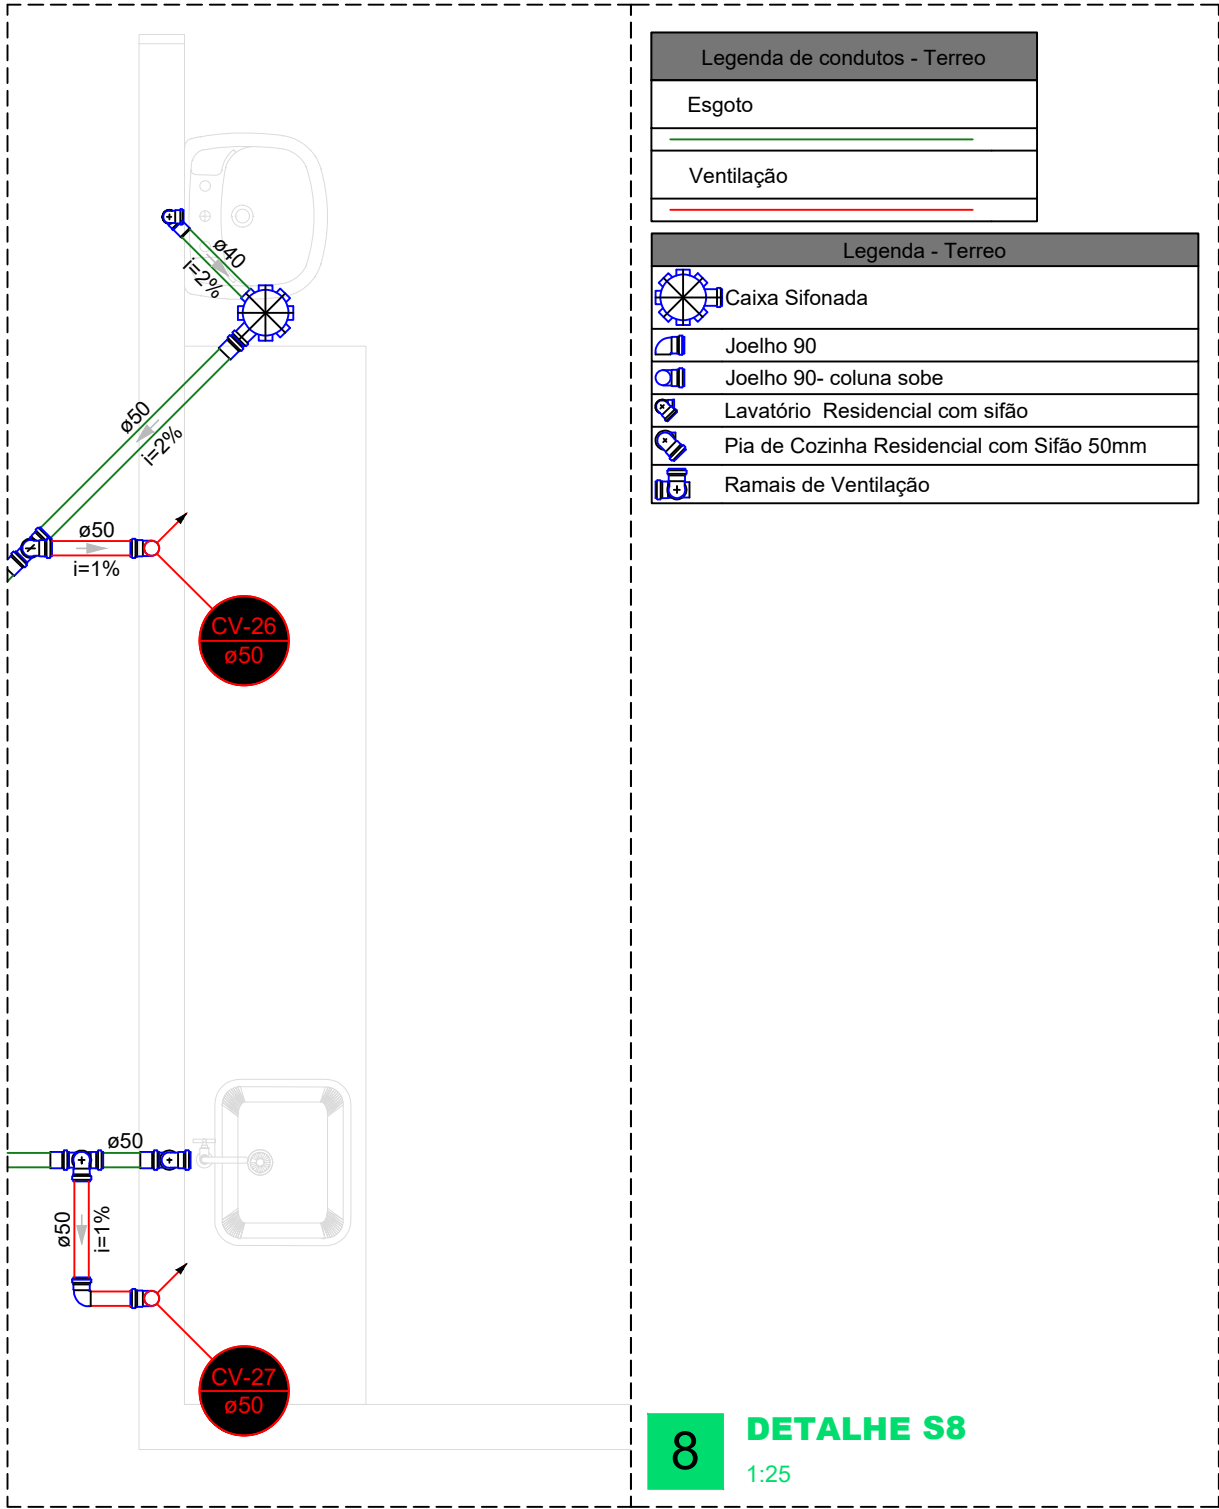 ø40
i=2%
ø50
i=2%
ø50
i=1%
CV-26
ø50
ø50
ø50
i=1%
CV-27
ø50
Legenda de condutos - Terreo
Esgoto
Ventilação
Legenda - Terreo
Caixa Sifonada
Joelho 90
Joelho 90- coluna sobe
Lavatório Residencial com sifão
Pia de Cozinha Residencial com Sifão 50mm
Ramais de Ventilação
8
DETALHE S8
1:25